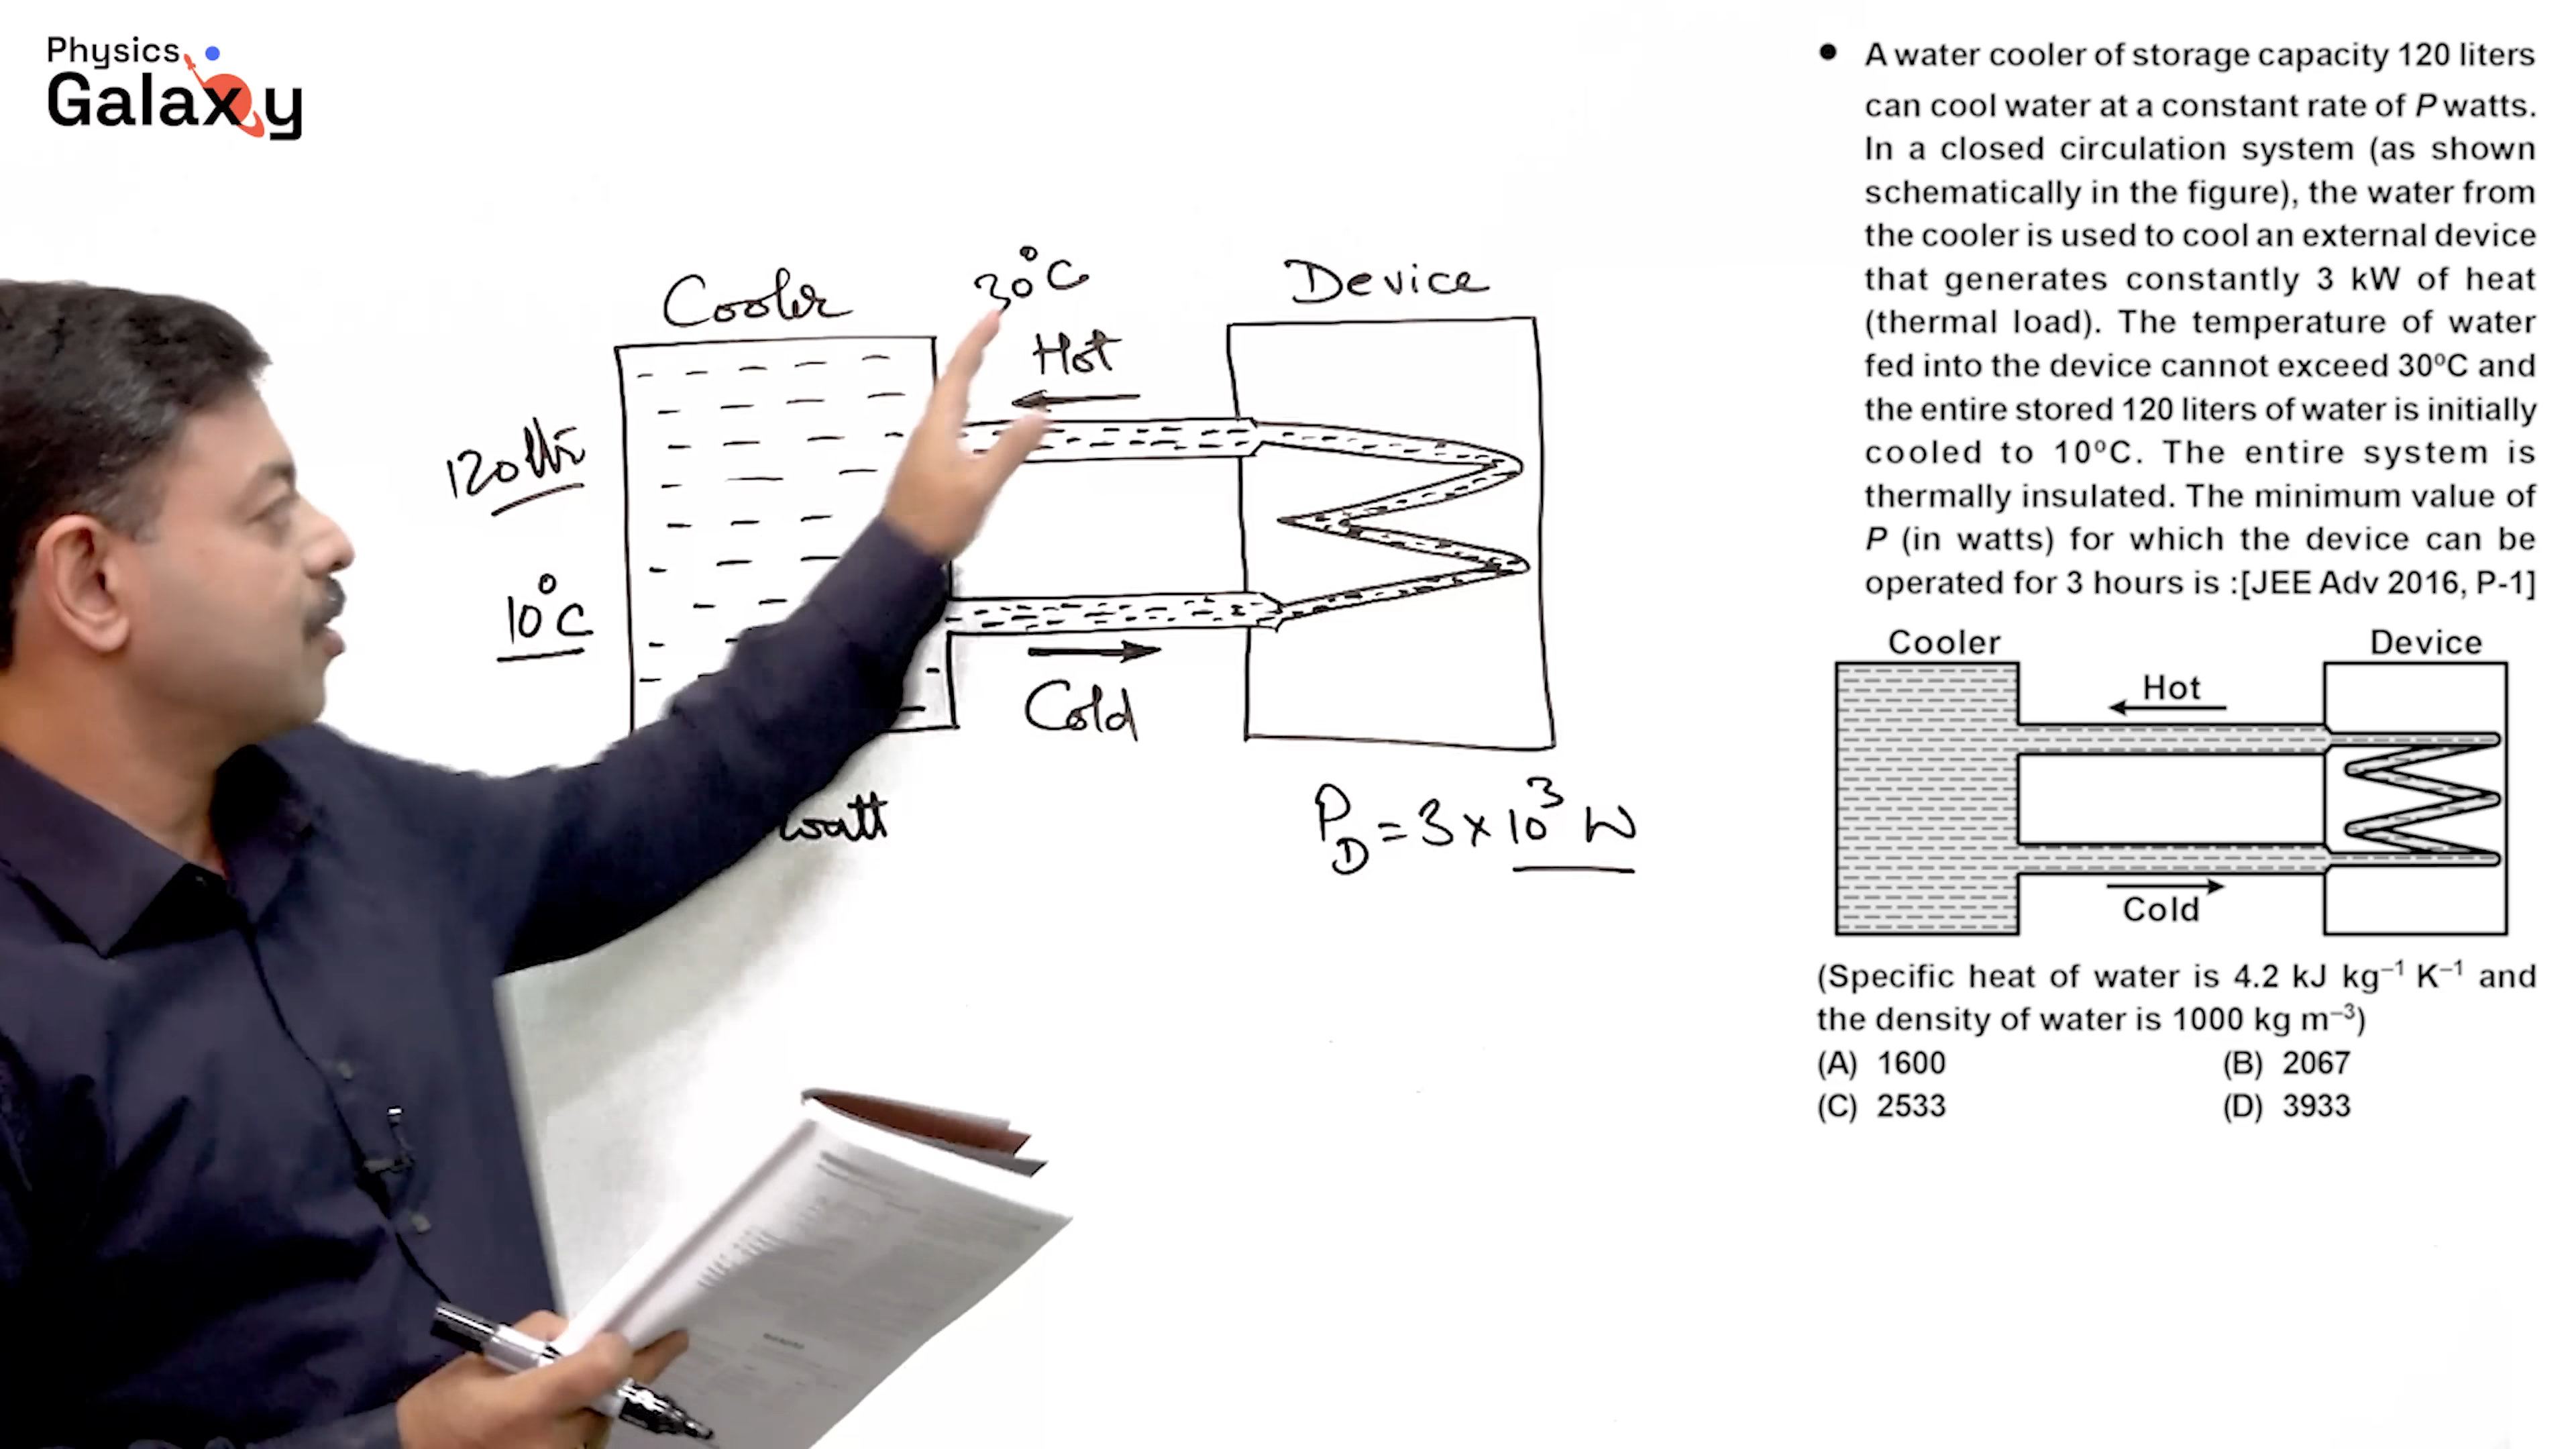 Physics
Galaxy
Cooler
30°C
Device
Hot
120 ltr
10°C
Cold
watt
P_D = 3 × 10³ W
• A water cooler of storage capacity 120 liters
can cool water at a constant rate of P watts.
In a closed circulation system (as shown
schematically in the figure), the water from
the cooler is used to cool an external device
that generates constantly 3 kW of heat
(thermal load). The temperature of water
fed into the device cannot exceed 30ºC and
the entire stored 120 liters of water is initially
cooled to 10ºC. The entire system is
thermally insulated. The minimum value of
P (in watts) for which the device can be
operated for 3 hours is :[JEE Adv 2016, P-1]
Cooler Device
Hot
Cold
(Specific heat of water is 4.2 kJ kg⁻¹ K⁻¹ and
the density of water is 1000 kg m⁻³)
(A) 1600 (B) 2067
(C) 2533 (D) 3933